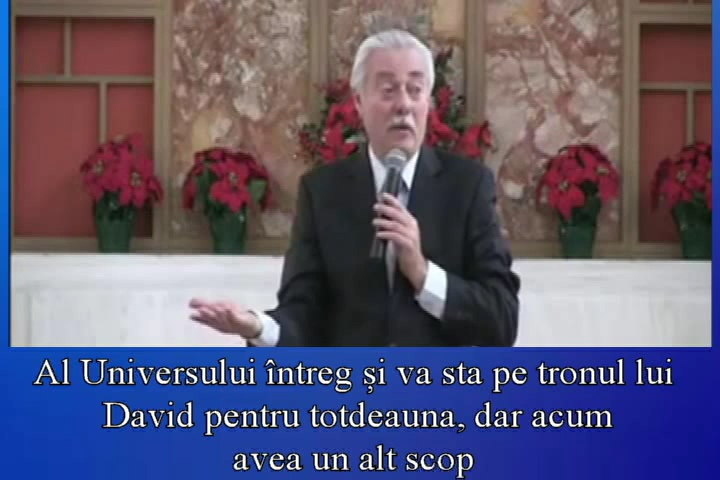 Al Universului întreg și va sta pe tronul lui
David pentru totdeauna, dar acum
avea un alt scop